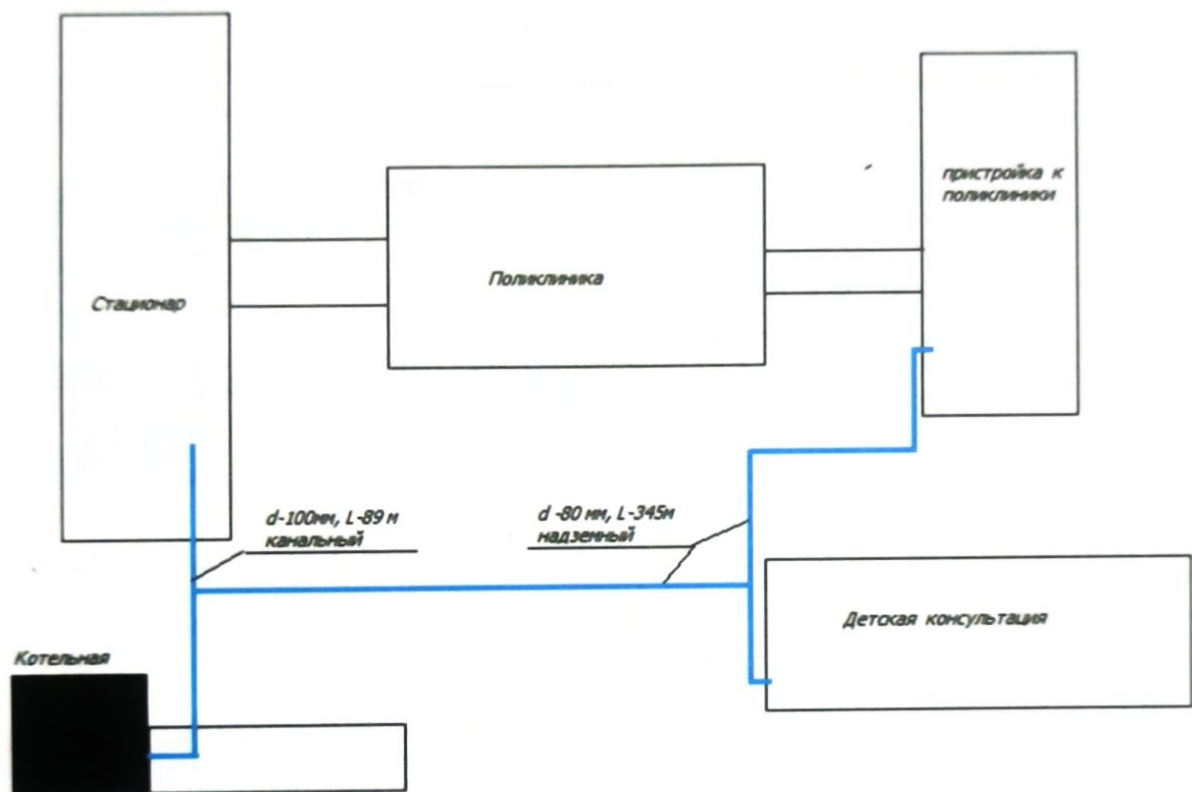 пристройка к
поликлиники
Поликлиника
Стационар
d-100мм, L-89 м
канальный
d -80 мм, L-345м
надземный
Детская консультация
Котельная